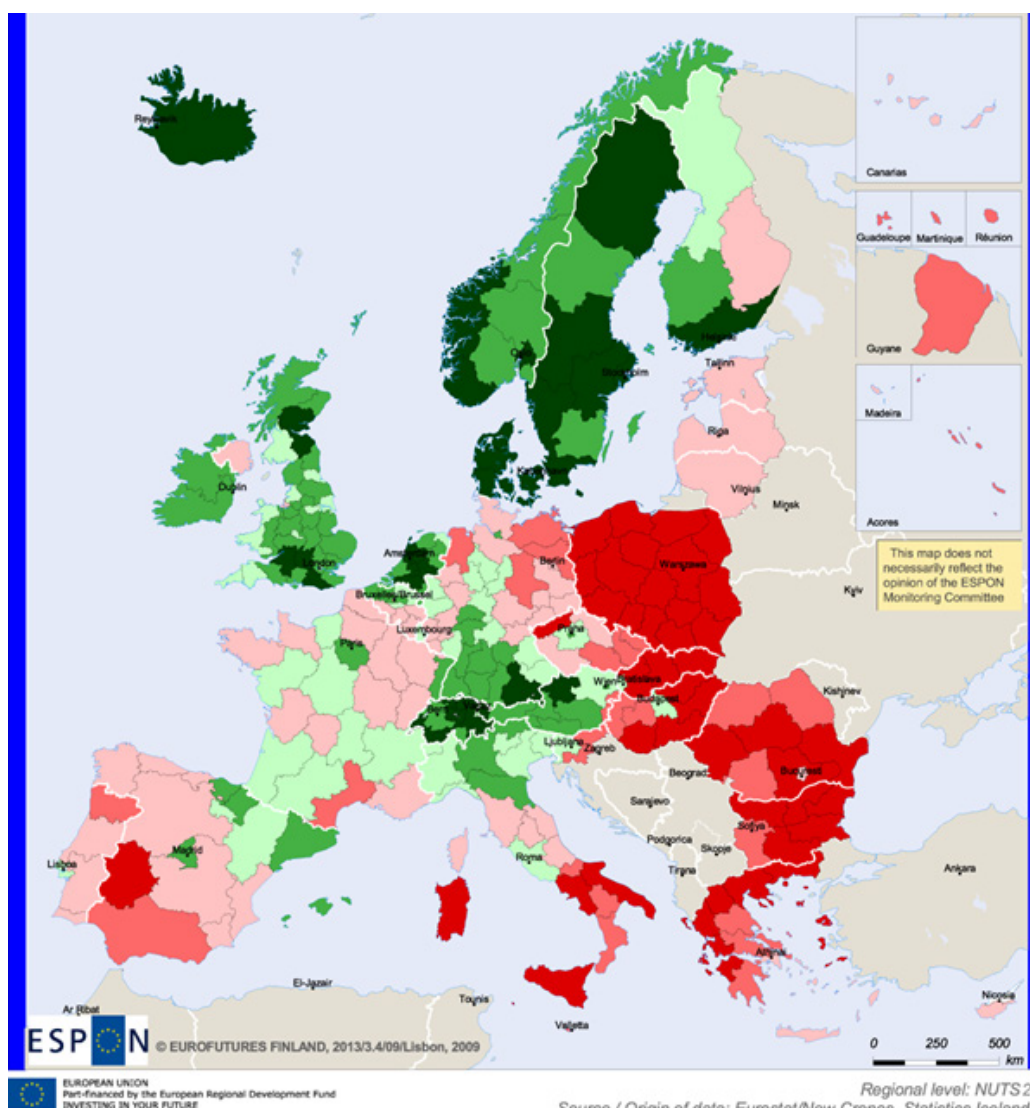 Reykjavik
Canarias
Guadeloupe
Martinique
Réunion
Guyane
Helsinki
Oslo
Stockholm
Tallinn
Madeira
Riga
Acores
Vilnius
Minsk
Dublin
This map does not
necessarily reflect the
opinion of the ESPON
Monitoring Committee
London
Amsterdam
Berlin
Warszawa
Bruxelles/Brussel
Kyiv
Luxembourg
Praha
Paris
Wien
Bratislava
Budapest
Kishinev
Ljubljana
Zagreb
Beograd
Bucuresti
Sarajevo
Sofiya
Podgorica
Skopje
Tirana
Madrid
Lisboa
Roma
Ankara
Athinai
El-Jazair
Tounis
Nicosia
Ar Ribat
Valletta
ESPON © EUROFUTURES FINLAND, 2013/3.4/09/Lisbon, 2009
0 250 500
km
EUROPEAN UNION
Part-financed by the European Regional Development Fund
INVESTING IN YOUR FUTURE
Regional level: NUTS2